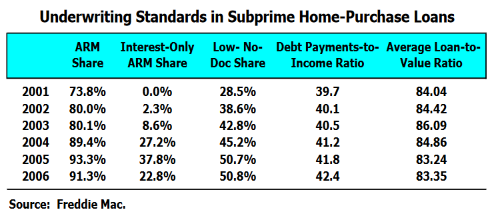 Underwriting Standards in Subprime Home-Purchase Loans
ARM Interest-Only Low- No- Debt Payments-to- Average Loan-to-
Share ARM Share Doc Share Income Ratio Value Ratio
2001 73.8% 0.0% 28.5% 39.7 84.04
2002 80.0% 2.3% 38.6% 40.1 84.42
2003 80.1% 8.6% 42.8% 40.5 86.09
2004 89.4% 27.2% 45.2% 41.2 84.86
2005 93.3% 37.8% 50.7% 41.8 83.24
2006 91.3% 22.8% 50.8% 42.4 83.35
Source: Freddie Mac.